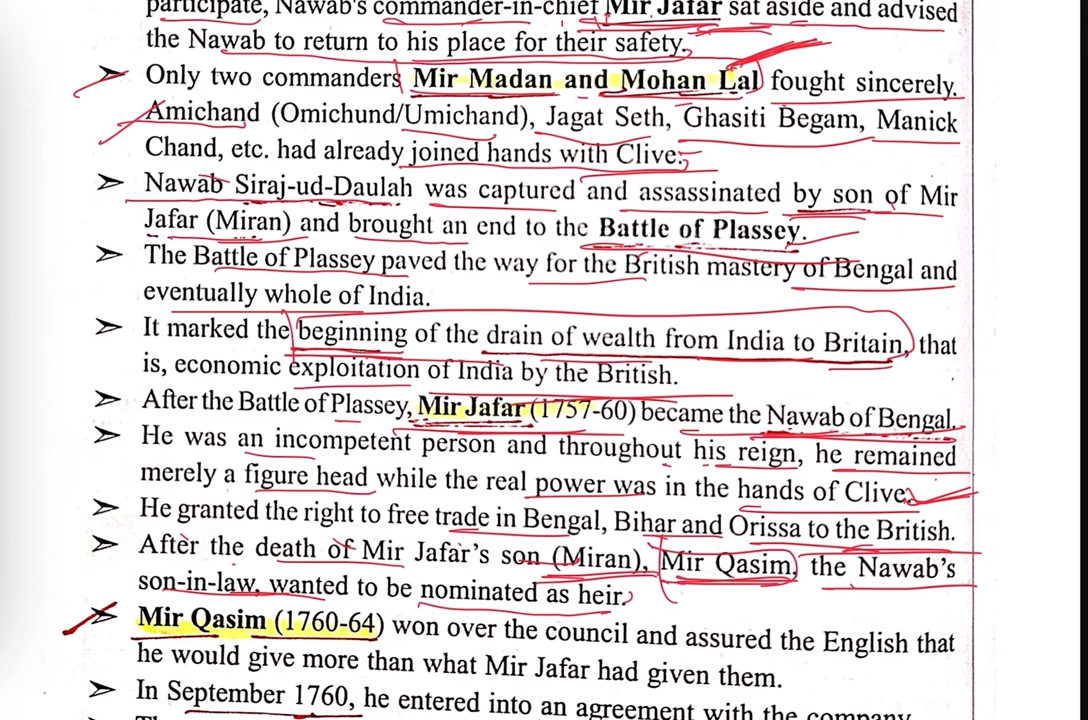 participate, Nawab's commander-in-chief Mir Jafar sat aside and advised
the Nawab to return to his place for their safety.
➢ Only two commanders Mir Madan and Mohan Lal fought sincerely.
Amichand (Omichund/Umichand), Jagat Seth, Ghasiti Begam, Manick
Chand, etc. had already joined hands with Clive.
➢ Nawab Siraj-ud-Daulah was captured and assassinated by son of Mir
Jafar (Miran) and brought an end to the Battle of Plassey.
➢ The Battle of Plassey paved the way for the British mastery of Bengal and
eventually whole of India.
➢ It marked the beginning of the drain of wealth from India to Britain, that
is, economic exploitation of India by the British.
➢ After the Battle of Plassey, Mir Jafar (1757-60) became the Nawab of Bengal.
➢ He was an incompetent person and throughout his reign, he remained
merely a figure head while the real power was in the hands of Clive.
➢ He granted the right to free trade in Bengal, Bihar and Orissa to the British.
➢ After the death of Mir Jafar's son (Miran), Mir Qasim, the Nawab's
son-in-law, wanted to be nominated as heir.
➢ Mir Qasim (1760-64) won over the council and assured the English that
he would give more than what Mir Jafar had given them.
➢ In September 1760, he entered into an agreement with the company